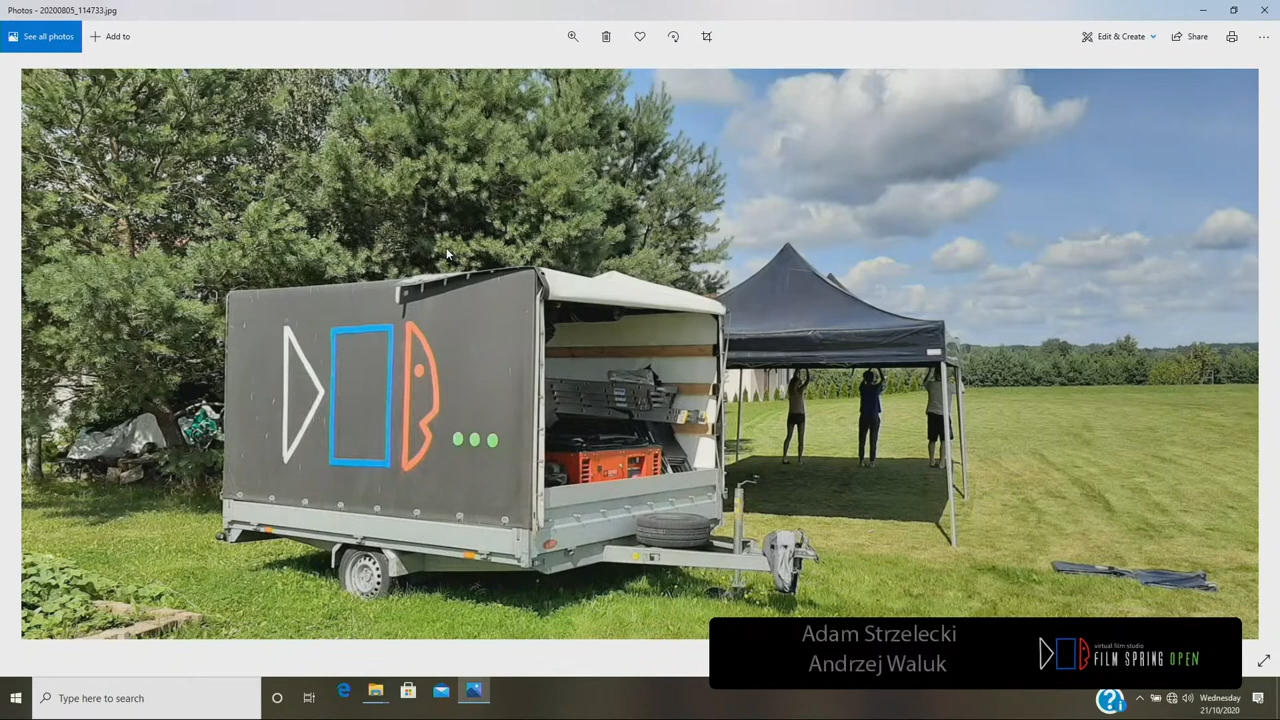 Photos - 20200805_114733.jpg
See all photos
Add to
Edit & Create
Share
Adam Strzelecki
Andrzej Waluk
virtual film studio
FILM SPRING OPEN
Type here to search
Wednesday
21/10/2020